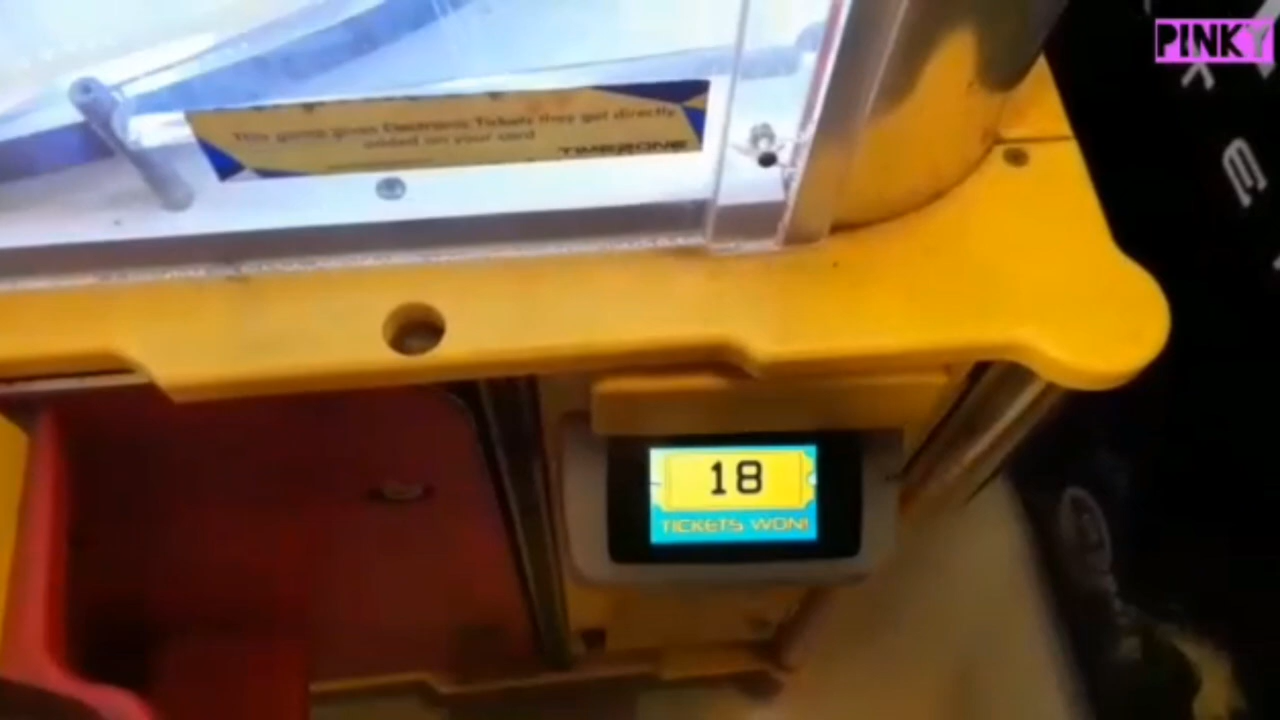 PINKY
This game gives Electronic Tickets they get directly
added on your card
TIMEZONE
18
TICKETS WON!